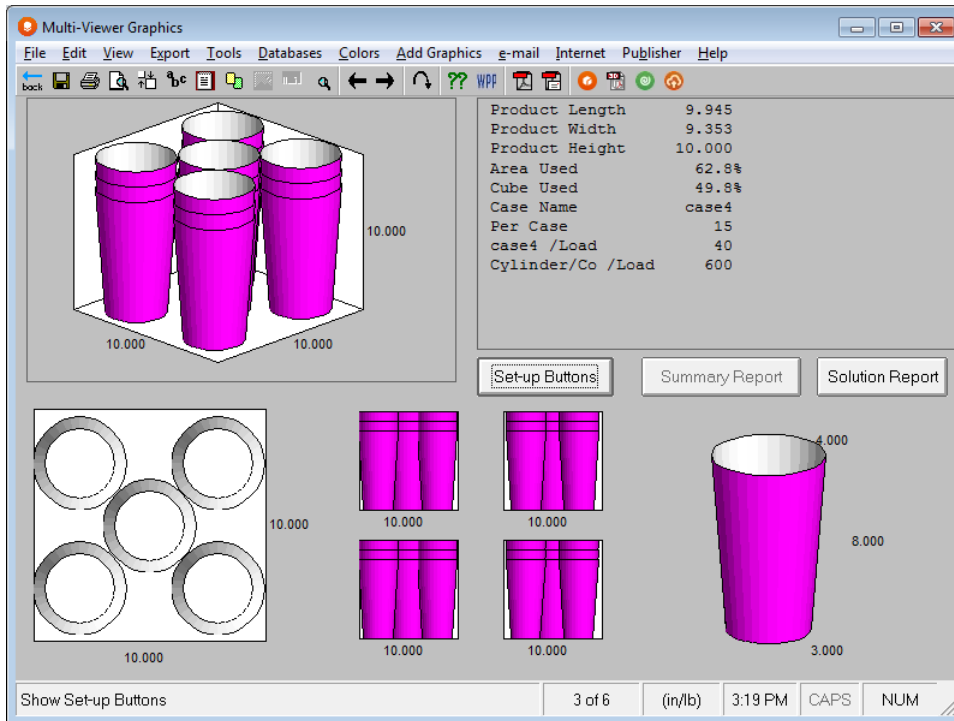 Multi-Viewer Graphics
File Edit View Export Tools Databases Colors Add Graphics e-mail Internet Publisher Help
back abc ?? WPP
Product Length 9.945
Product Width 9.353
Product Height 10.000
Area Used 62.8%
Cube Used 49.8%
Case Name case4
Per Case 15
case4 /Load 40
Cylinder/Co /Load 600
10.000
10.000 10.000
Set-up Buttons Summary Report Solution Report
4.000
10.000
10.000 10.000
8.000
10.000 10.000
10.000
3.000
Show Set-up Buttons 3 of 6 (in/lb) 3:19 PM CAPS NUM